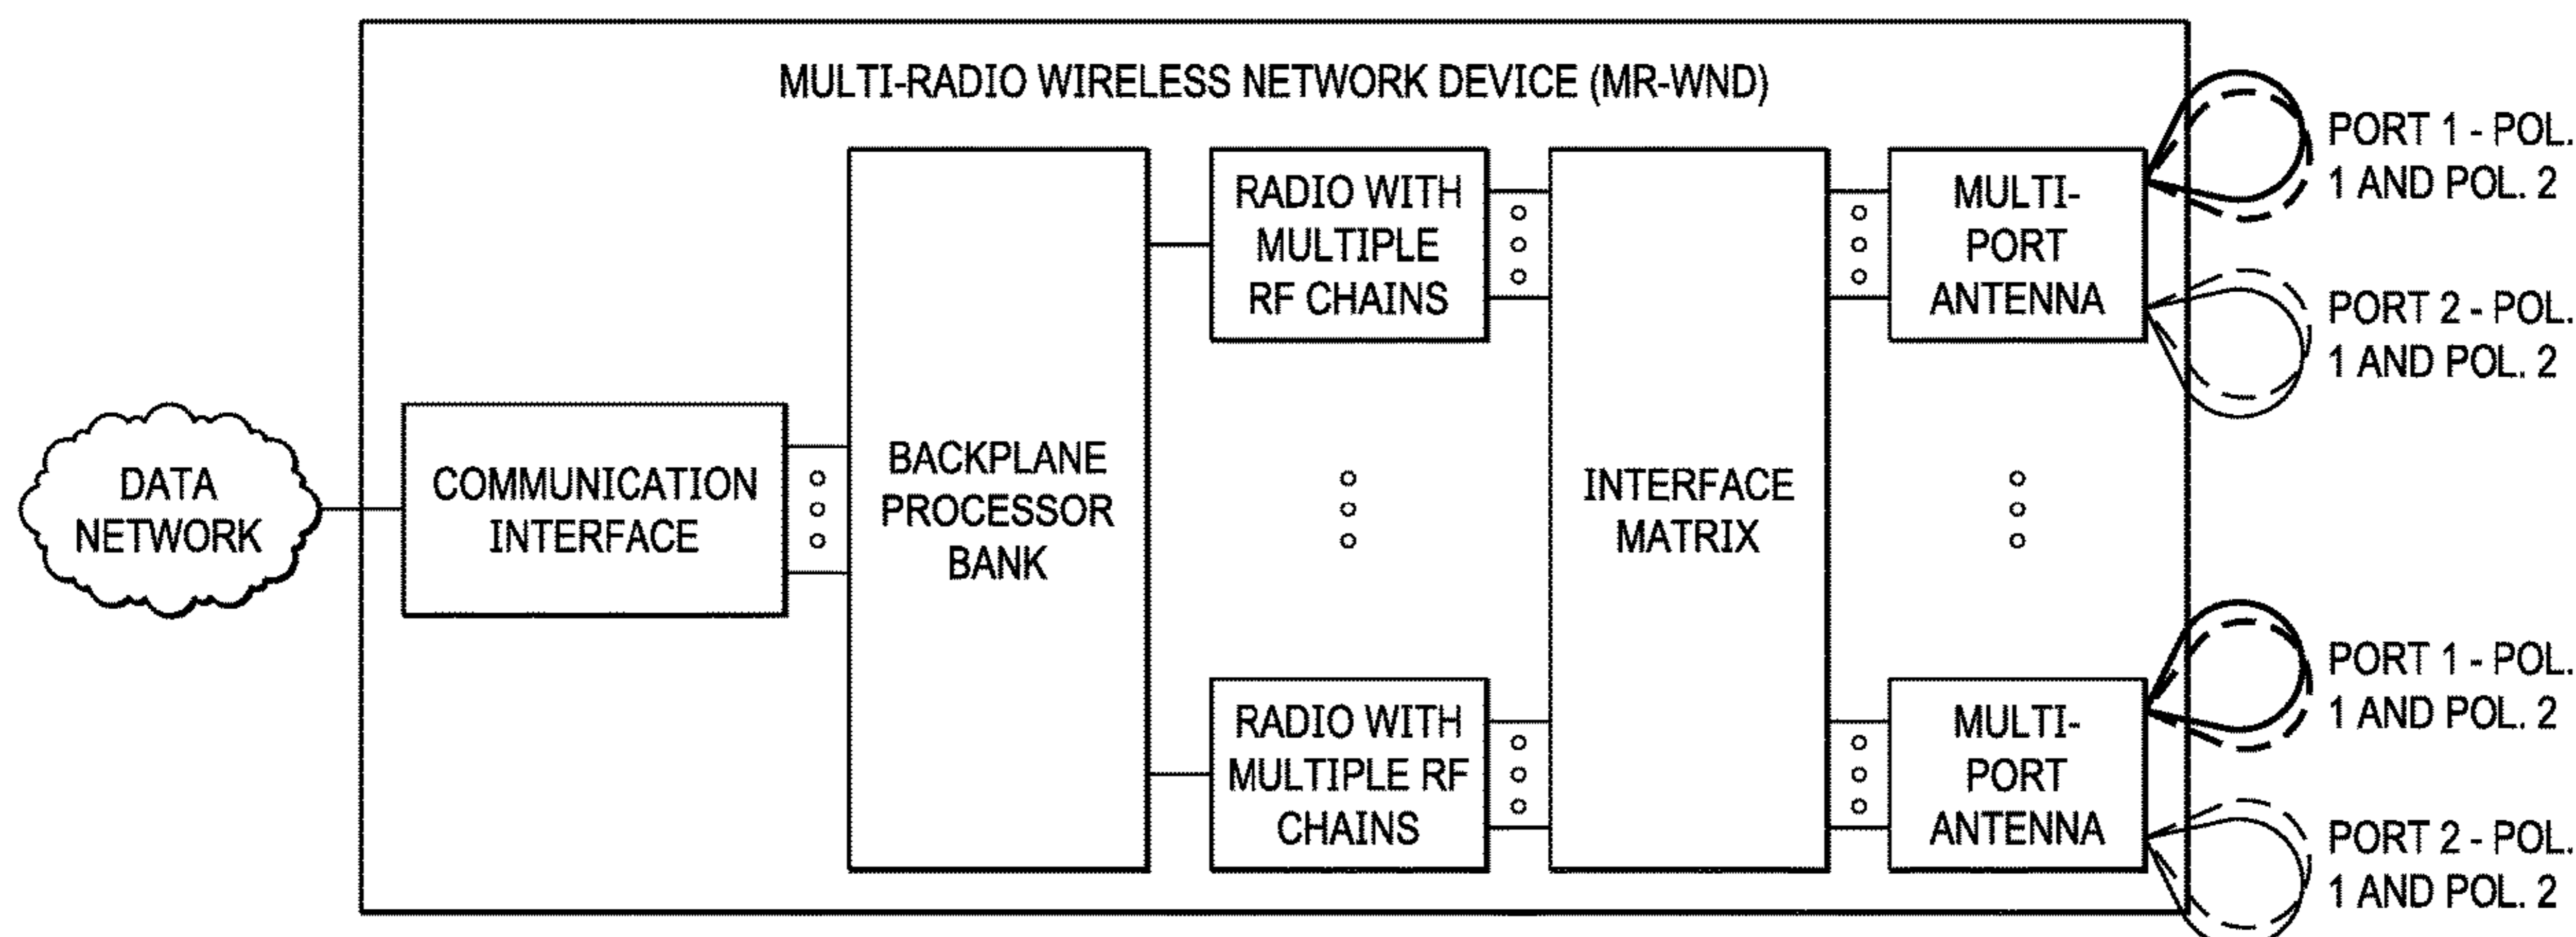 MULTI-RADIO WIRELESS NETWORK DEVICE (MR-WND)
DATA
NETWORK
COMMUNICATION
INTERFACE
BACKPLANE
PROCESSOR
BANK
RADIO WITH
MULTIPLE
RF CHAINS
RADIO WITH
MULTIPLE RF
CHAINS
INTERFACE
MATRIX
MULTI-
PORT
ANTENNA
MULTI-
PORT
ANTENNA
PORT 1 - POL.
1 AND POL. 2
PORT 2 - POL.
1 AND POL. 2
PORT 1 - POL.
1 AND POL. 2
PORT 2 - POL.
1 AND POL. 2